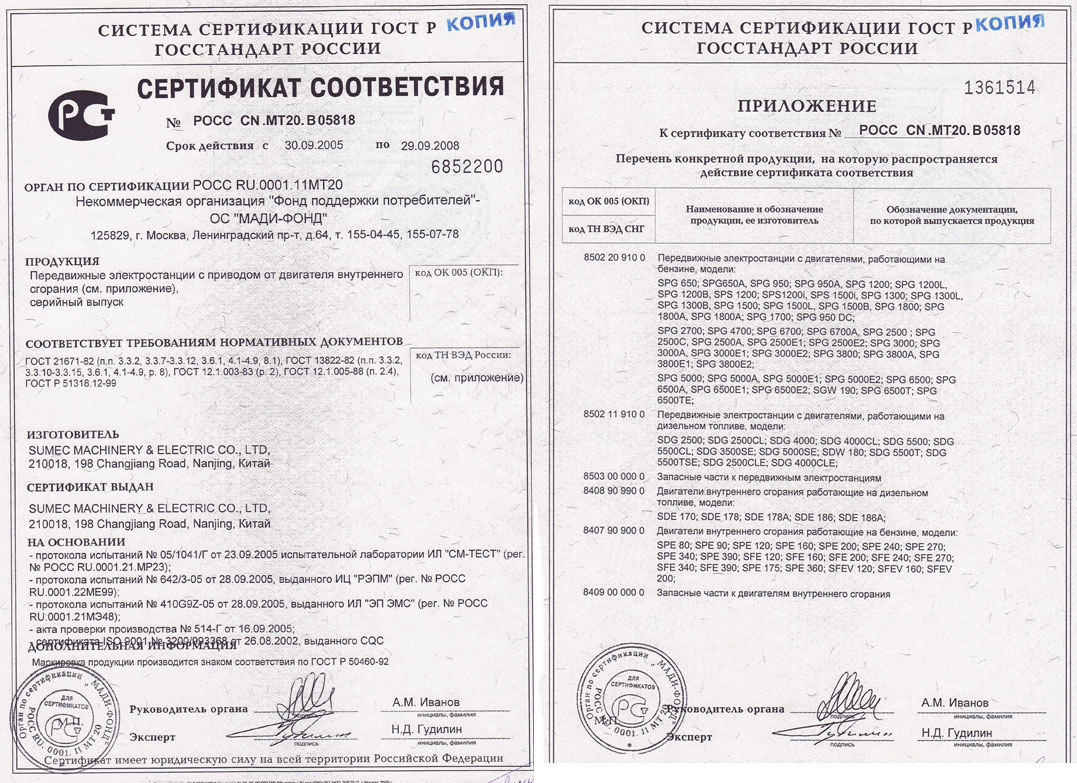 СИСТЕМА СЕРТИФИКАЦИИ ГОСТ Р
КОПИЯ
ГОССТАНДАРТ РОССИИ
СЕРТИФИКАТ СООТВЕТСТВИЯ
№ РОСС CN.МТ20.В05818
Срок действия с 30.09.2005 по 29.09.2008
6852200
ОРГАН ПО СЕРТИФИКАЦИИ РОСС RU.0001.11МТ20
Некоммерческая организация "Фонд поддержки потребителей"-
ОС "МАДИ-ФОНД"
125829, г. Москва, Ленинградский пр-т, д.64, т. 155-04-45, 155-07-78
ПРОДУКЦИЯ
Передвижные электростанции с приводом от двигателя внутреннего
сгорания (см. приложение),
серийный выпуск
код ОК 005 (ОКП):
СООТВЕТСТВУЕТ ТРЕБОВАНИЯМ НОРМАТИВНЫХ ДОКУМЕНТОВ
ГОСТ 21671-82 (п.п. 3.3.2, 3.3.7-3.3.12, 3.6.1, 4.1-4.9, 8.1), ГОСТ 13822-82 (п.п. 3.3.2,
3.3.10-3.3.15, 3.6.1, 4.1-4.9, р. 8), ГОСТ 12.1.003-83 (р. 2), ГОСТ 12.1.005-88 (п. 2.4),
ГОСТ Р 51318.12-99
код ТН ВЭД России:
(см. приложение)
ИЗГОТОВИТЕЛЬ
SUMEC MACHINERY & ELECTRIC CO., LTD,
210018, 198 Changjiang Road, Nanjing, Китай
СЕРТИФИКАТ ВЫДАН
SUMEC MACHINERY & ELECTRIC CO., LTD,
210018, 198 Changjiang Road, Nanjing, Китай
НА ОСНОВАНИИ
- протокола испытаний № 05/1041/Г от 23.09.2005 испытательной лаборатории ИЛ "СМ-ТЕСТ" (рег.
№ РОСС RU.0001.21.МР23);
- протокола испытаний № 642/3-05 от 28.09.2005, выданного ИЦ "РЭПМ" (рег. № РОСС
RU.0001.22МЕ99);
- протокола испытаний № 410G9Z-05 от 28.09.2005, выданного ИЛ "ЭП ЭМС" (рег. № РОСС
RU.0001.21МЭ48);
- акта проверки производства № 514-Г от 16.09.2005;
- сертификата ISO 9001 № 3200/993368 от 26.08.2002, выданного CQC
ДОПОЛНИТЕЛЬНАЯ ИНФОРМАЦИЯ
Маркировка продукции производится знаком соответствия по ГОСТ Р 50460-92
Орган по сертификации "МАДИ-ФОНД"
РОСС RU. 0001. 11 МТ 20
ДЛЯ
СЕРТИФИКАТОВ
М.П.
Руководитель органа
А.М. Иванов
инициалы, фамилия
Эксперт
подпись
Н.Д. Гудилин
инициалы, фамилия
Сертификат имеет юридическую силу на всей территории Российской Федерации
СИСТЕМА СЕРТИФИКАЦИИ ГОСТ Р
КОПИЯ
ГОССТАНДАРТ РОССИИ
1361514
ПРИЛОЖЕНИЕ
К сертификату соответствия № РОСС CN.МТ20.В05818
Перечень конкретной продукции, на которую распространяется
действие сертификата соответствия
код ОК 005 (ОКП)
код ТН ВЭД СНГ
Наименование и обозначение
продукции, ее изготовитель
Обозначение документации,
по которой выпускается продукция
8502 20 910 0 Передвижные электростанции с двигателями, работающими на
бензине, модели:
SPG 650; SPG650A, SPG 950; SPG 950A, SPG 1200; SPG 1200L,
SPG 1200B, SPS 1200; SPS1200i, SPS 1500i, SPG 1300; SPG 1300L,
SPG 1300B, SPG 1500; SPG 1500L, SPG 1500B, SPG 1800; SPG
1800A, SPG 1800A; SPG 1700; SPG 950 DC;
SPG 2700; SPG 4700; SPG 6700; SPG 6700A, SPG 2500 ; SPG
2500C, SPG 2500A, SPG 2500E1; SPG 2500E2; SPG 3000; SPG
3000A, SPG 3000E1; SPG 3000E2; SPG 3800; SPG 3800A, SPG
3800E1; SPG 3800E2;
SPG 5000; SPG 5000A, SPG 5000E1; SPG 5000E2; SPG 6500; SPG
6500A, SPG 6500E1; SPG 6500E2; SGW 190; SPG 6500T; SPG
6500TE;
8502 11 910 0 Передвижные электростанции с двигателями, работающими на
дизельном топливе, модели:
SDG 2500; SDG 2500CL; SDG 4000; SDG 4000CL; SDG 5500; SDG
5500CL; SDG 3500SE; SDG 5000SE; SDW 180; SDG 5500T; SDG
5500TSE; SDG 2500CLE; SDG 4000CLE;
8503 00 000 0 Запасные части к передвижным электростанциям
8408 90 990 0 Двигатели внутреннего сгорания работающие на дизельном
топливе, модели:
SDE 170; SDE 178; SDE 178A; SDE 186; SDE 186A;
8407 90 900 0 Двигатели внутреннего сгорания работающие на бензине, модели:
SPE 80; SPE 90; SPE 120; SPE 160; SPE 200; SPE 240; SPE 270;
SPE 340; SPE 390; SFE 120; SFE 160; SFE 200; SFE 240; SFE 270;
SFE 340; SFE 390; SPE 175; SPE 360; SFEV 120; SFEV 160; SFEV
200;
8409 00 000 0 Запасные части к двигателям внутреннего сгорания
Орган по сертификации "МАДИ-ФОНД"
РОСС RU. 0001. 11 МТ 20
ДЛЯ
СЕРТИФИКАТОВ
М.П.
Руководитель органа
подпись
А.М. Иванов
инициалы, фамилия
Эксперт
подпись
Н.Д. Гудилин
инициалы, фамилия